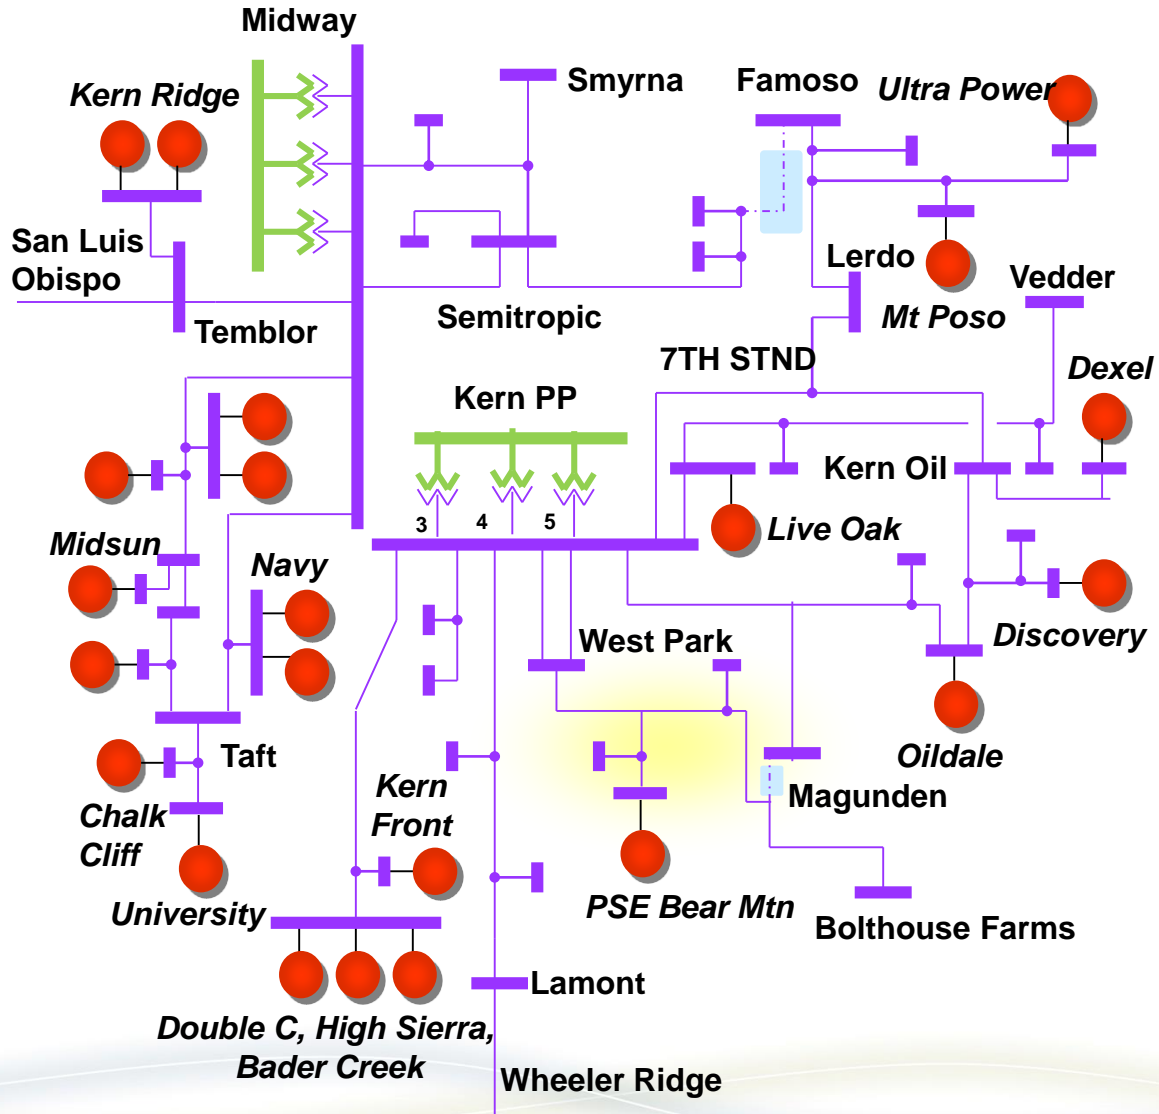 Midway
Smyrna
Famoso
Ultra Power
Kern Ridge
San Luis
Obispo
Temblor
Semitropic
Lerdo
Mt Poso
Vedder
7TH STND
Dexel
Kern PP
Kern Oil
3
4
5
Live Oak
Midsun
Navy
West Park
Discovery
Taft
Oildale
Chalk
Cliff
Kern
Front
Magunden
University
PSE Bear Mtn
Bolthouse Farms
Lamont
Double C, High Sierra,
Bader Creek
Wheeler Ridge